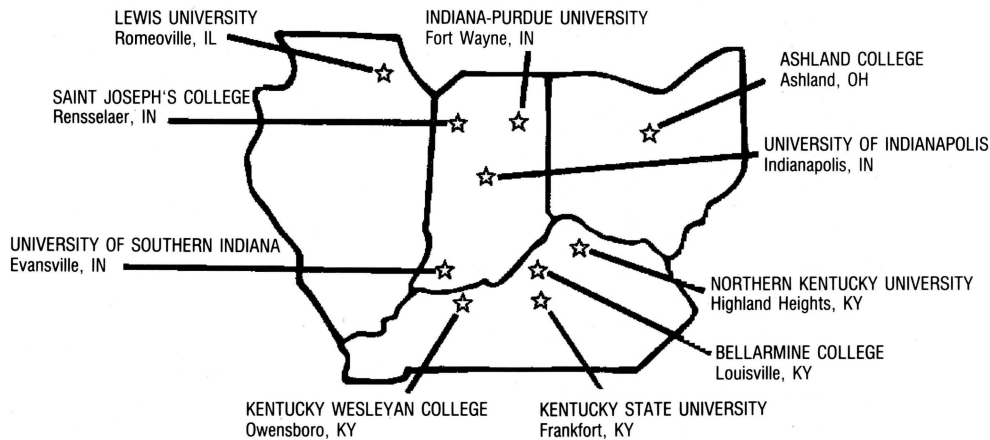 LEWIS UNIVERSITY
Romeoville, IL
INDIANA-PURDUE UNIVERSITY
Fort Wayne, IN
ASHLAND COLLEGE
Ashland, OH
SAINT JOSEPH'S COLLEGE
Rensselaer, IN
UNIVERSITY OF INDIANAPOLIS
Indianapolis, IN
UNIVERSITY OF SOUTHERN INDIANA
Evansville, IN
NORTHERN KENTUCKY UNIVERSITY
Highland Heights, KY
BELLARMINE COLLEGE
Louisville, KY
KENTUCKY WESLEYAN COLLEGE
Owensboro, KY
KENTUCKY STATE UNIVERSITY
Frankfort, KY